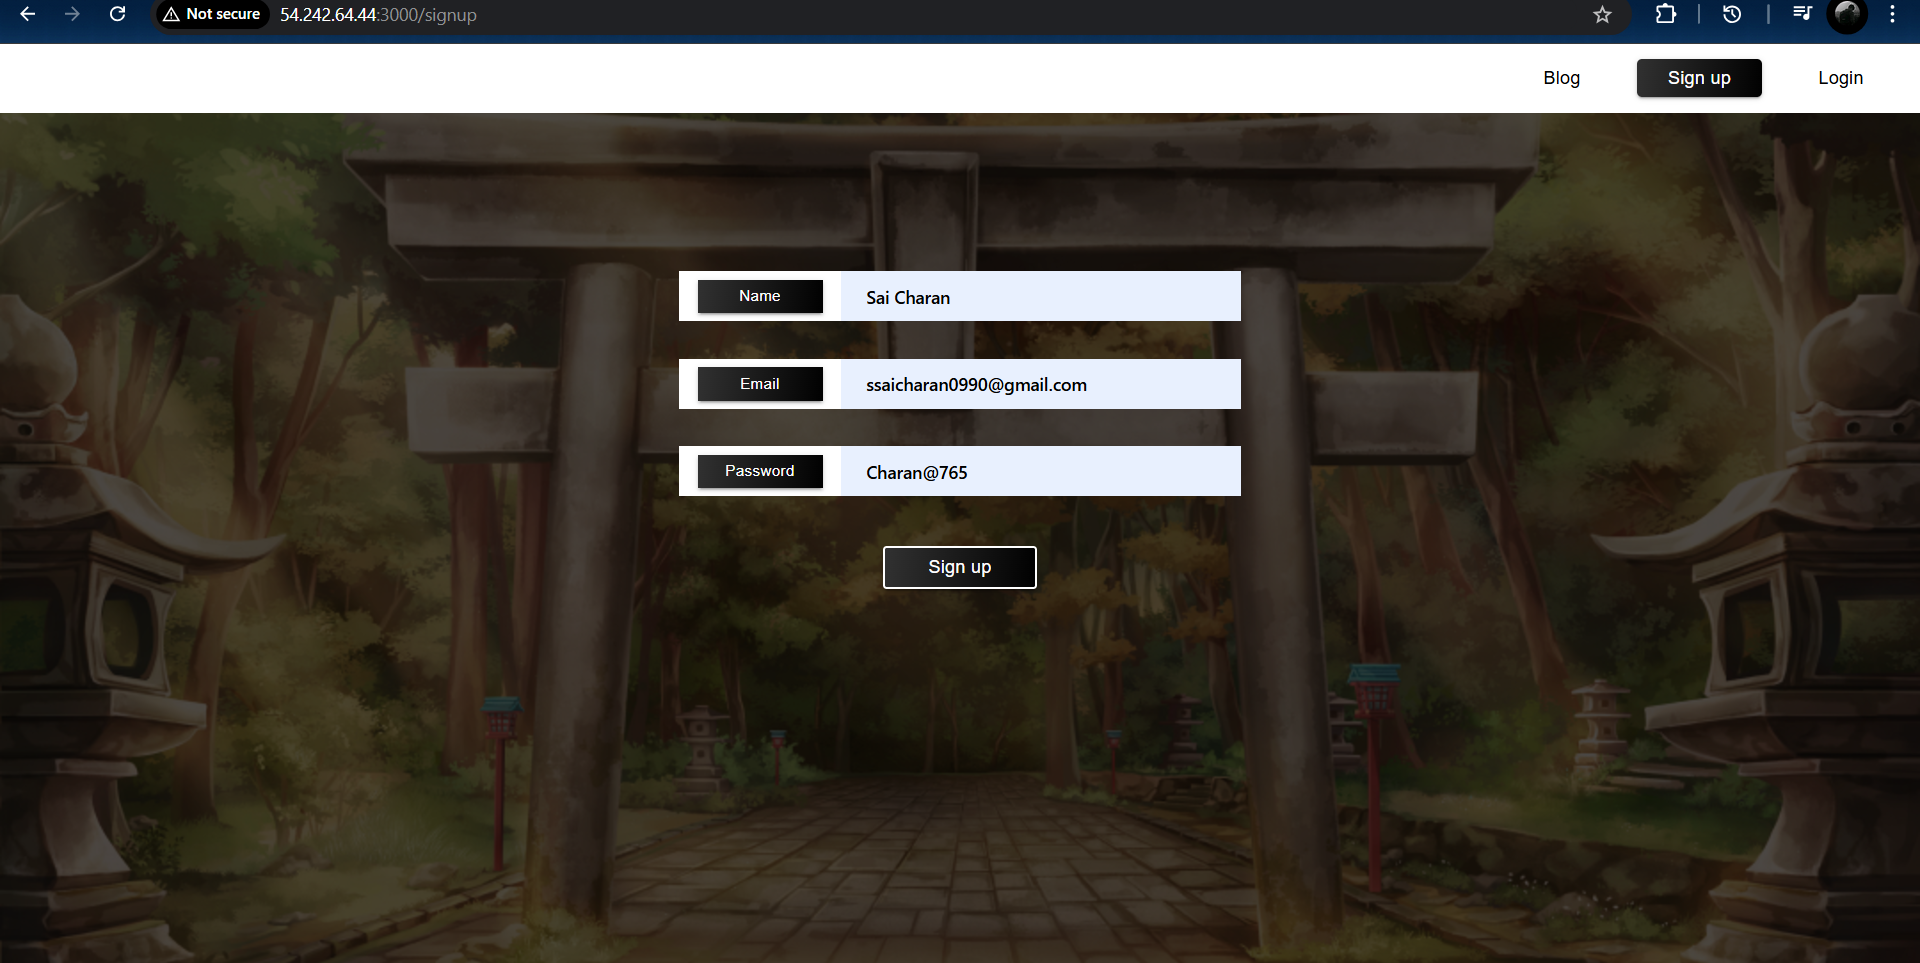 Not secure 54.242.64.44:3000/signup
Blog Sign up Login
Name Sai Charan
Email ssaicharan0990@gmail.com
Password Charan@765
Sign up